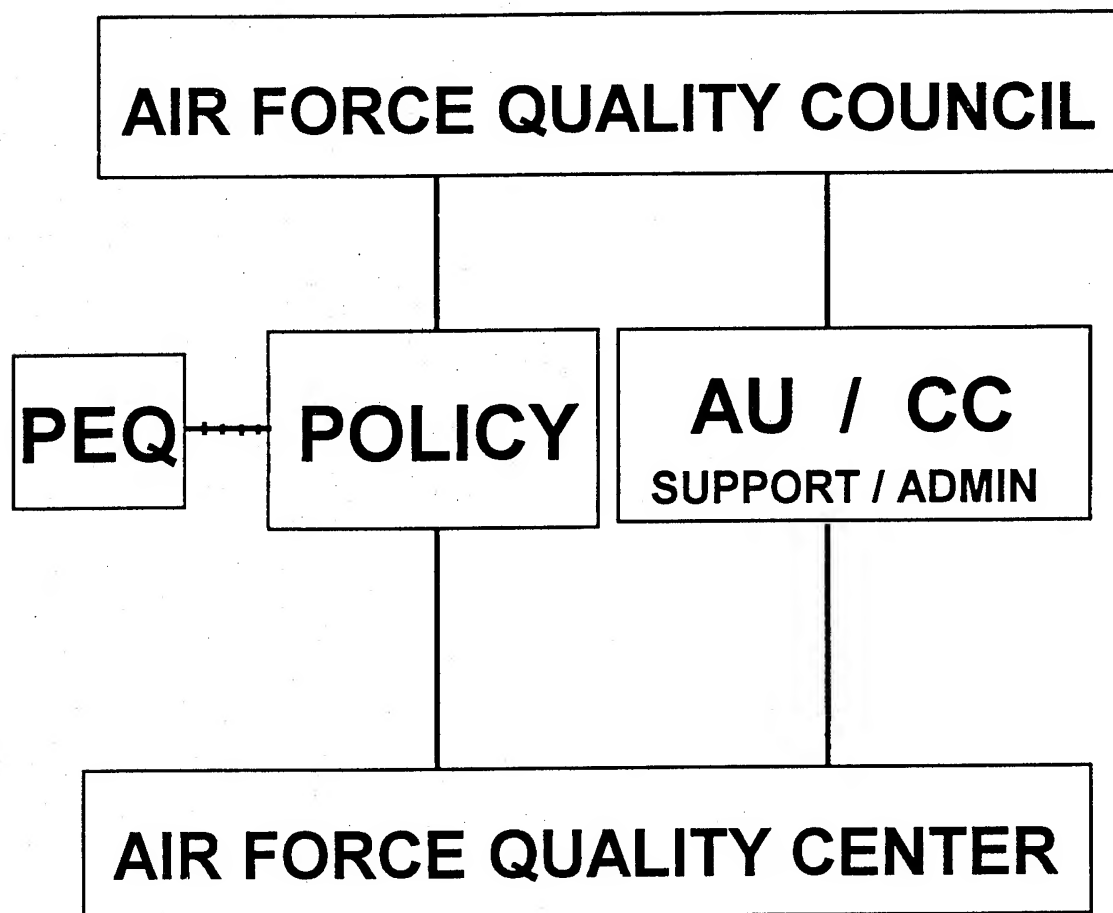 AIR FORCE QUALITY COUNCIL
PEQ
POLICY
AU / CC
SUPPORT / ADMIN
AIR FORCE QUALITY CENTER